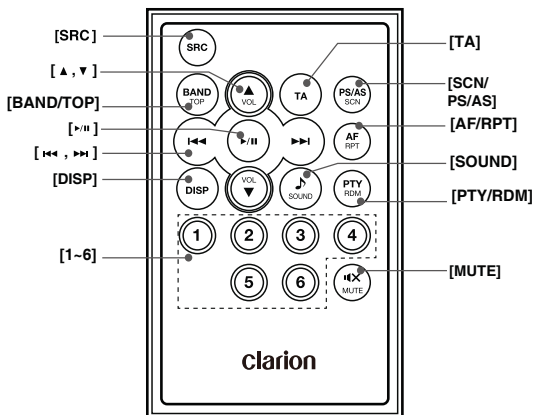 [SRC]
[ ▲ , ▼ ]
[BAND/TOP]
[ ►/II ]
[ I◄◄ , ►►I ]
[DISP]
[1~6]
SRC
BAND
TOP
▲
VOL
TA
PS/AS
SCN
I◄◄
►/II
►►I
AF
RPT
DISP
VOL
▼
♪
SOUND
PTY
RDM
1
2
3
4
5
6
MUTE
clarion
[TA]
[SCN/
PS/AS]
[AF/RPT]
[SOUND]
[PTY/RDM]
[MUTE]